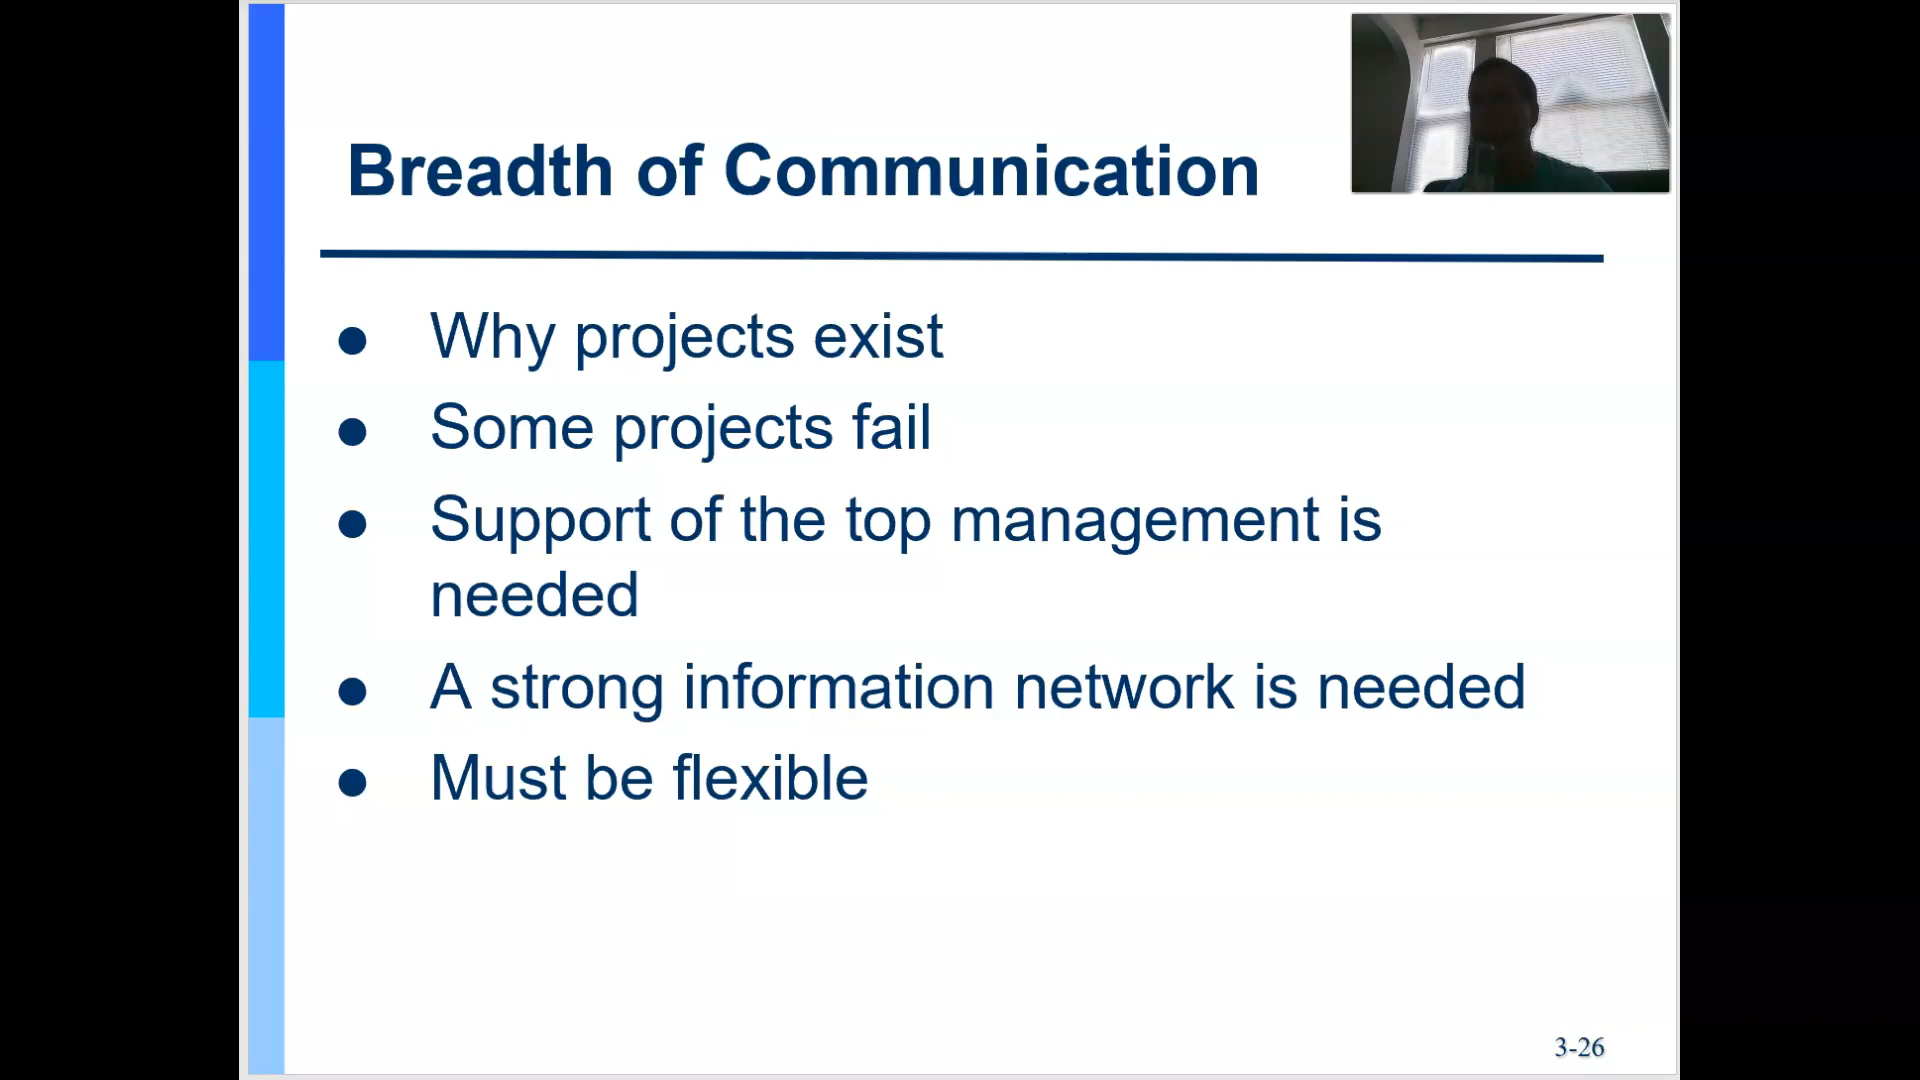 Breadth of Communication
● Why projects exist
● Some projects fail
● Support of the top management is
needed
● A strong information network is needed
● Must be flexible
3-26